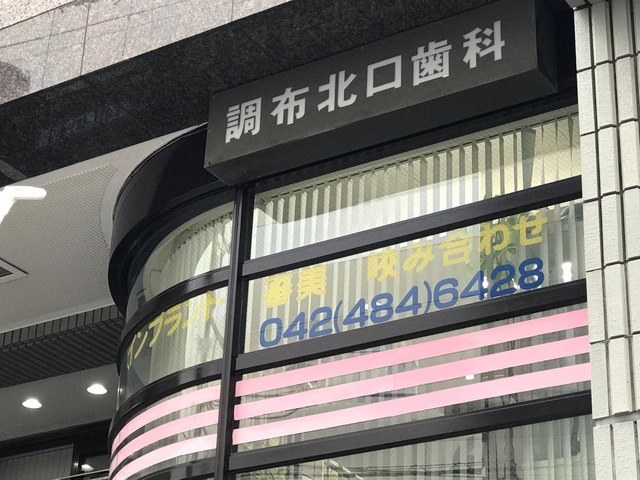 調布北口歯科
インプラント 審美 咬み合わせ
042(484)6428